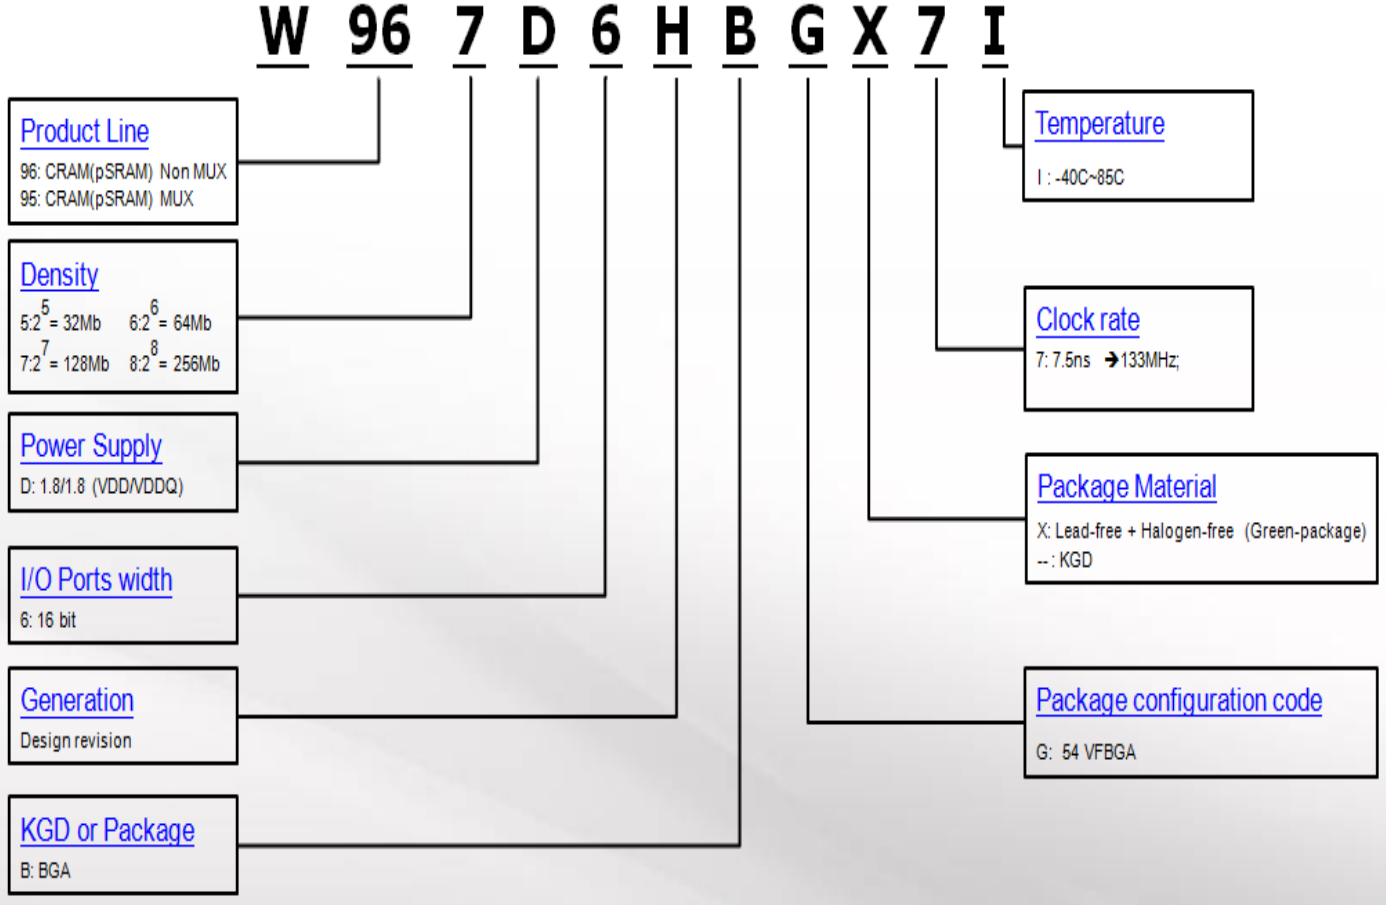 W 96 7 D 6 H B G X 7 I
Product Line
96: CRAM(pSRAM) Non MUX
95: CRAM(pSRAM) MUX
Density
5:2^5= 32Mb 6:2^6= 64Mb
7:2^7= 128Mb 8:2^8= 256Mb
Power Supply
D: 1.8/1.8 (VDD/VDDQ)
I/O Ports width
6: 16 bit
Generation
Design revision
KGD or Package
B: BGA
Temperature
I : -40C~85C
Clock rate
7: 7.5ns ➔133MHz;
Package Material
X: Lead-free + Halogen-free (Green-package)
-- : KGD
Package configuration code
G: 54 VFBGA